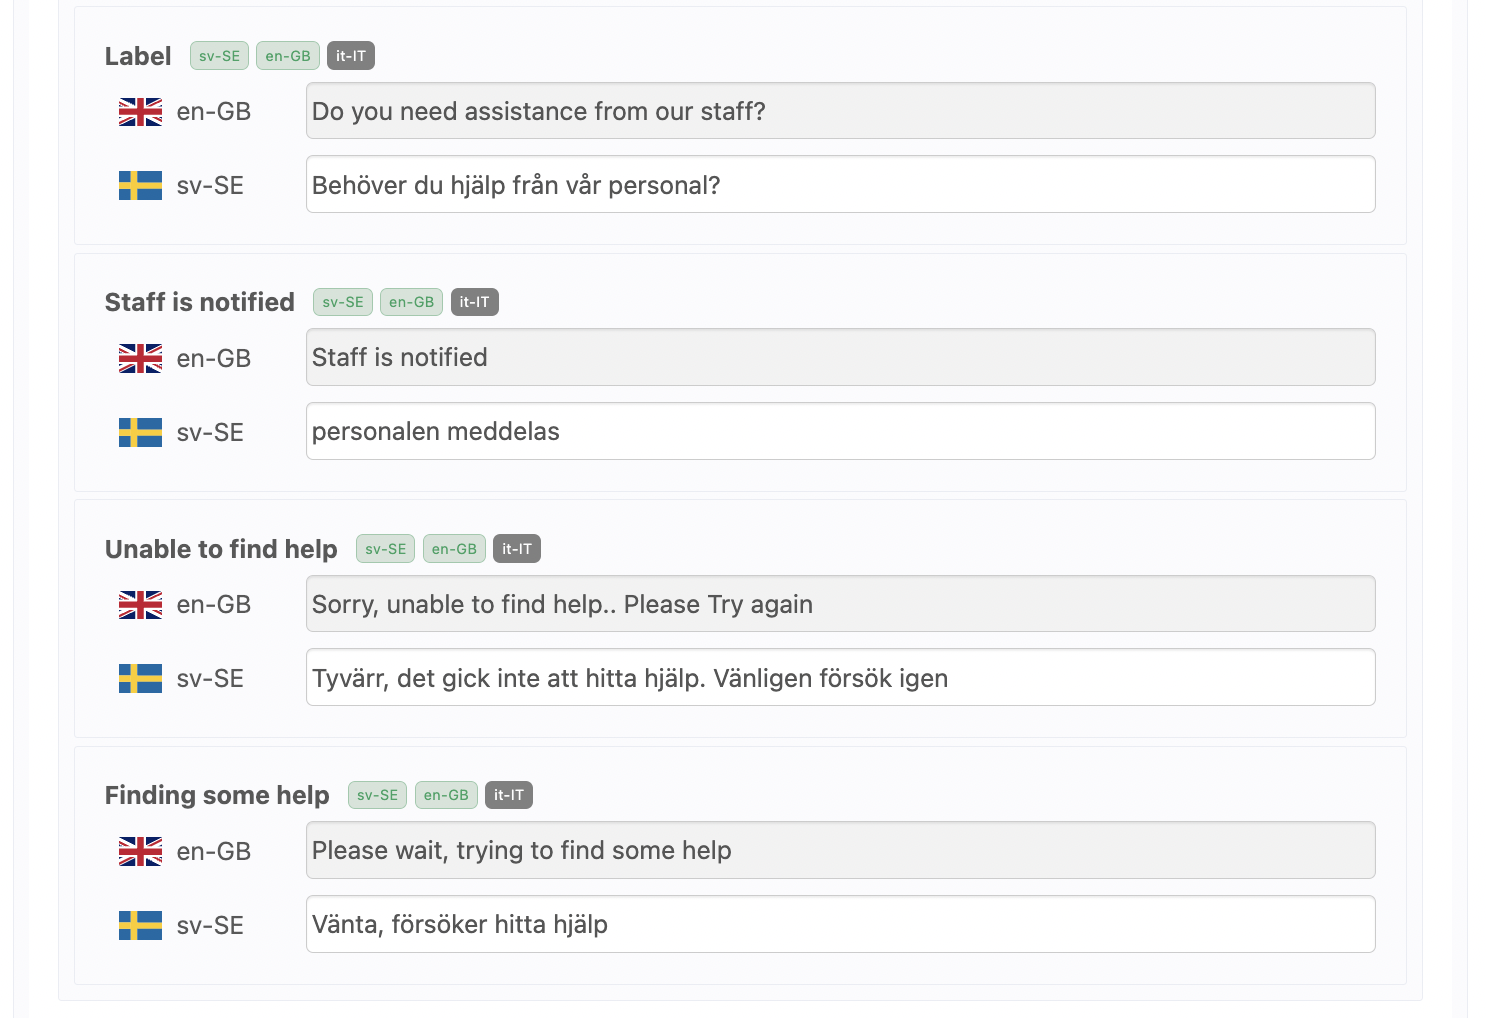 Label sv-SE en-GB it-IT
en-GB Do you need assistance from our staff?
sv-SE Behöver du hjälp från vår personal?
Staff is notified sv-SE en-GB it-IT
en-GB Staff is notified
sv-SE personalen meddelas
Unable to find help sv-SE en-GB it-IT
en-GB Sorry, unable to find help.. Please Try again
sv-SE Tyvärr, det gick inte att hitta hjälp. Vänligen försök igen
Finding some help sv-SE en-GB it-IT
en-GB Please wait, trying to find some help
sv-SE Vänta, försöker hitta hjälp